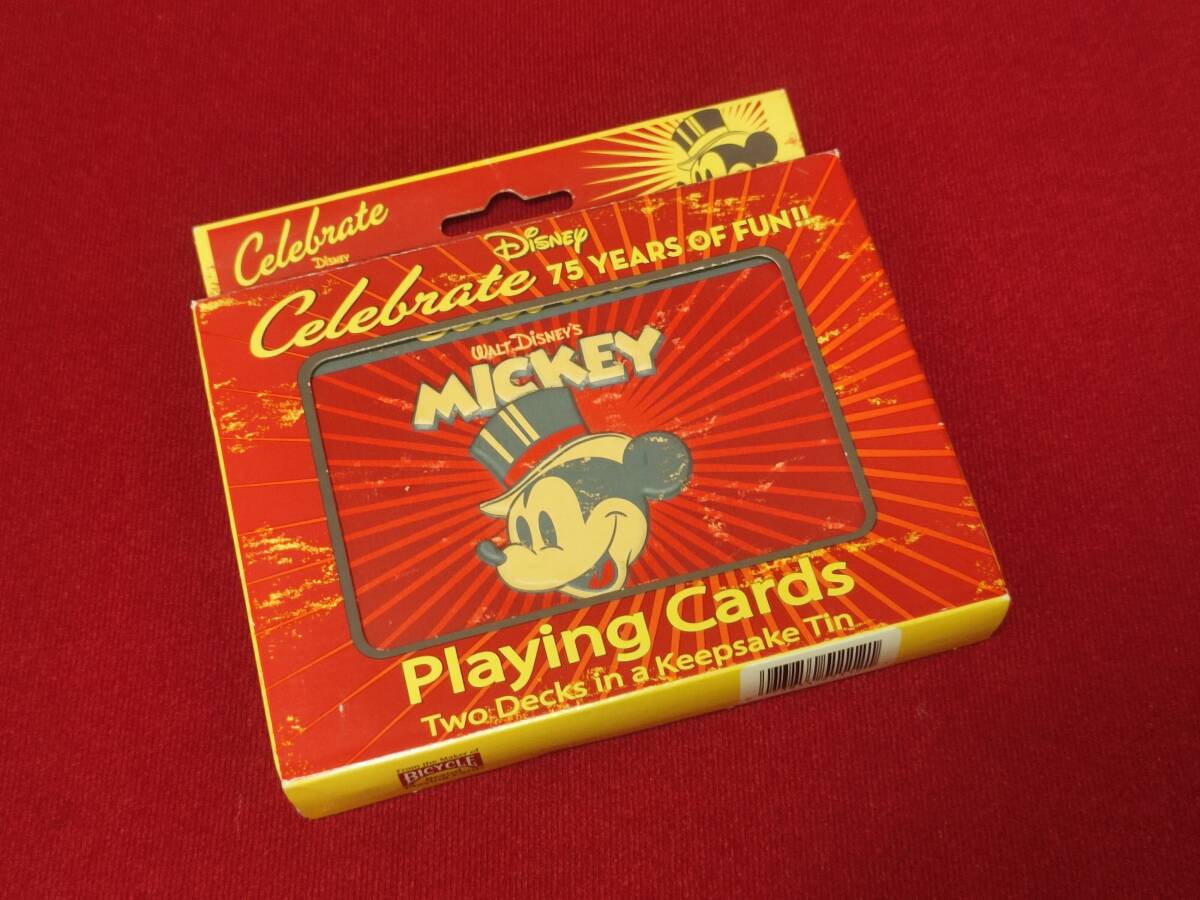 Celebrate
DISNEY
DISNEY
Celebrate 75 YEARS OF FUN!!
WALT DISNEY'S
MICKEY
Playing Cards
Two Decks in a Keepsake Tin
From the Maker of
BICYCLE